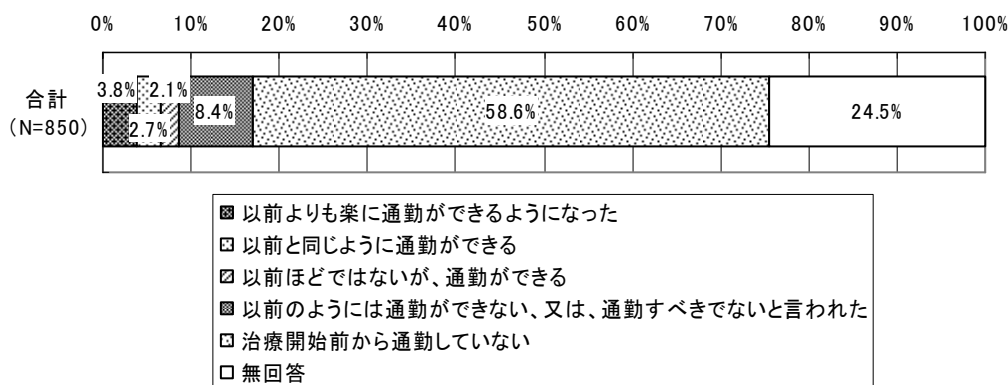 0% 10% 20% 30% 40% 50% 60% 70% 80% 90% 100%
合計
(N=850)
3.8% 2.1%
2.7%
8.4% 58.6% 24.5%
以前よりも楽に通勤ができるようになった
以前と同じように通勤ができる
以前ほどではないが、通勤ができる
以前のようには通勤ができない、又は、通勤すべきでないと言われた
治療開始前から通勤していない
無回答